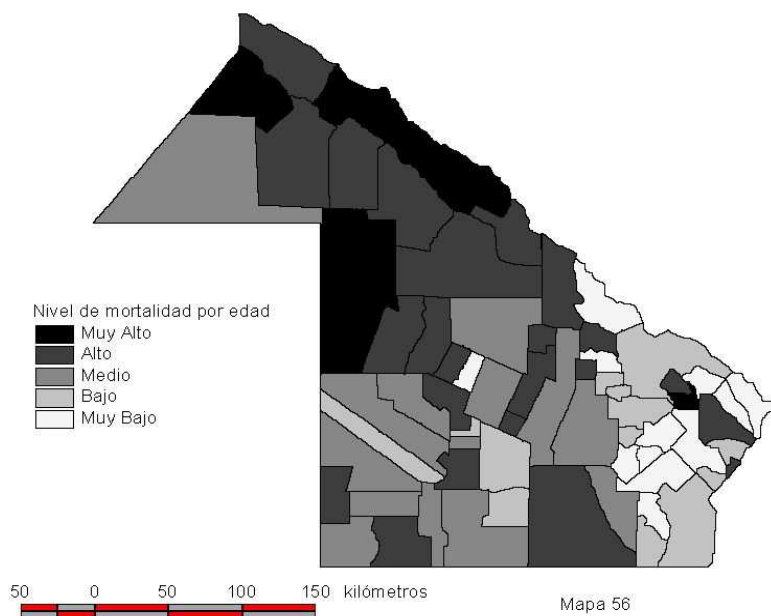 Nivel de mortalidad por edad
Muy Alto
Alto
Medio
Bajo
Muy Bajo
50 0 50 100 150 kilómetros
Mapa 56